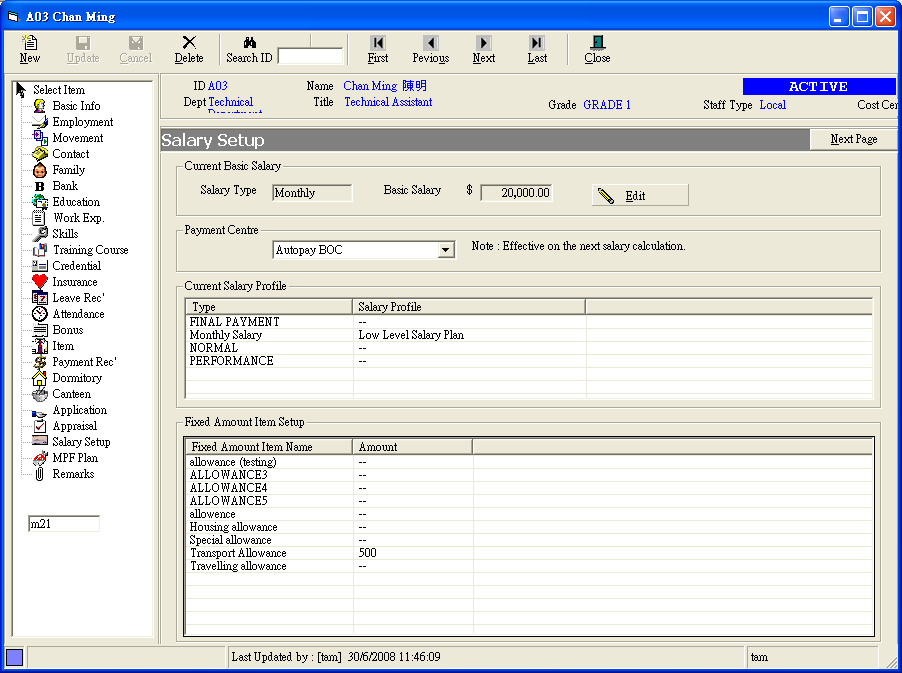 A03 Chan Ming
New Update Cancel Delete Search ID First Previous Next Last Close
Select Item
Basic Info
Employment
Movement
Contact
Family
Bank
Education
Work Exp.
Skills
Training Course
Credential
Insurance
Leave Rec'
Attendance
Bonus
Item
Payment Rec'
Dormitory
Canteen
Application
Appraisal
Salary Setup
MPF Plan
Remarks
m21
ID A03 Name Chan Ming 陳明 ACTIVE
Dept Technical Title Technical Assistant Grade GRADE 1 Staff Type Local Cost Cen
Department
Salary Setup Next Page
Current Basic Salary
Salary Type Monthly Basic Salary $ 20,000.00 Edit
Payment Centre
Autopay BOC Note : Effective on the next salary calculation.
Current Salary Profile
Type Salary Profile
FINAL PAYMENT --
Monthly Salary Low Level Salary Plan
NORMAL --
PERFORMANCE --
Fixed Amount Item Setup
Fixed Amount Item Name Amount
allowance (testing) --
ALLOWANCE3 --
ALLOWANCE4 --
ALLOWANCE5 --
allowence --
Housing allowance --
Special allowance --
Transport Allowance 500
Travelling allowance --
Last Updated by : [tam] 30/6/2008 11:46:09 tam